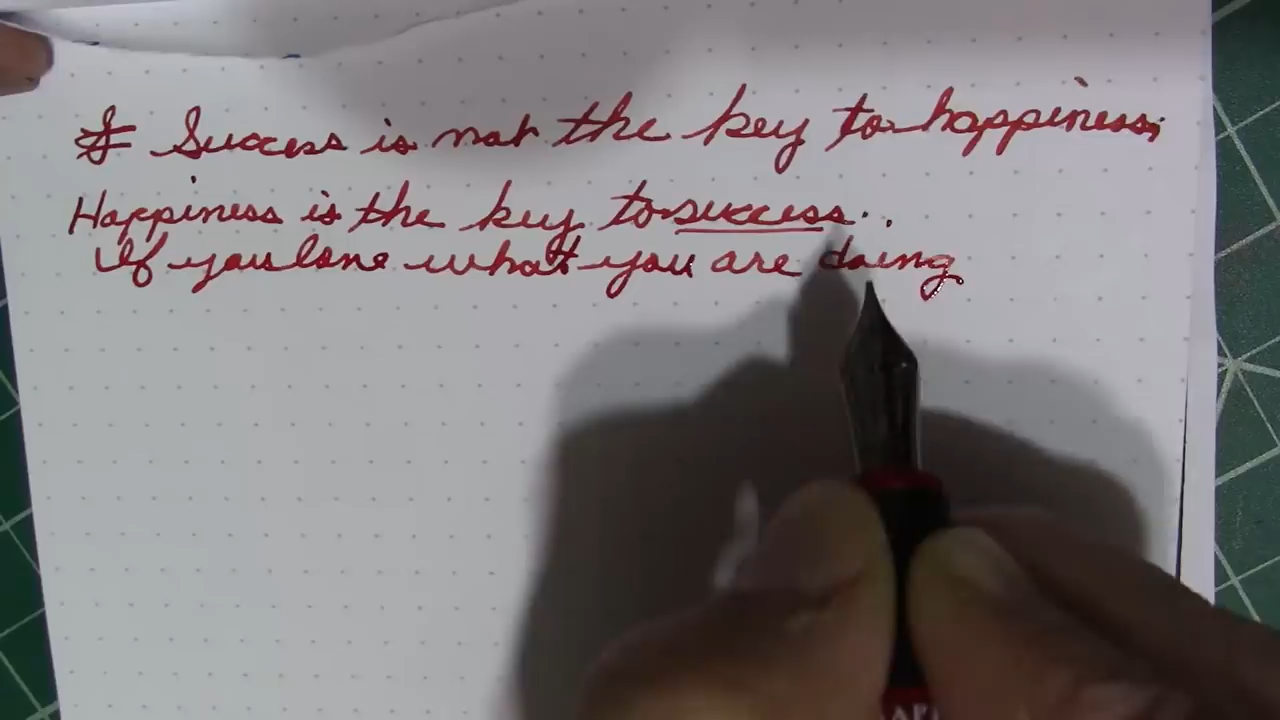 Success is not the key to happiness;
Happiness is the key to success..
If you love what you are doing